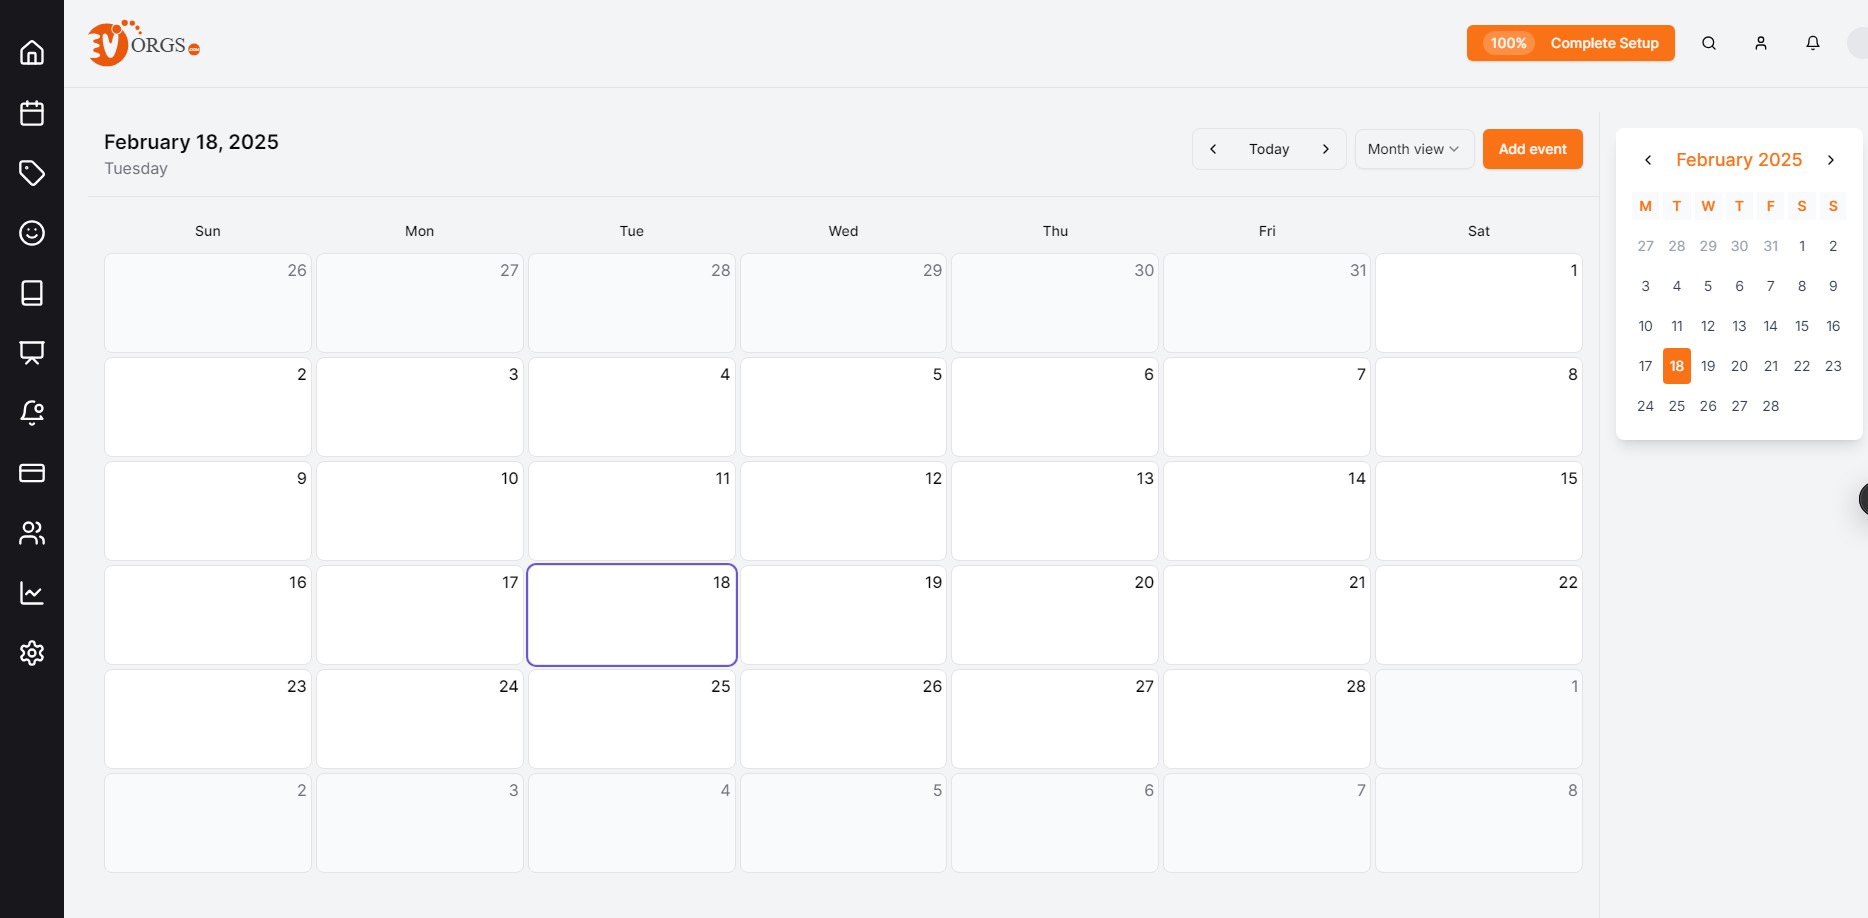 EVORGS.COM
100% Complete Setup
February 18, 2025
Tuesday
Today
Month view
Add event
Sun Mon Tue Wed Thu Fri Sat
26 27 28 29 30 31 1
2 3 4 5 6 7 8
9 10 11 12 13 14 15
16 17 18 19 20 21 22
23 24 25 26 27 28 1
2 3 4 5 6 7 8
February 2025
M T W T F S S
27 28 29 30 31 1 2
3 4 5 6 7 8 9
10 11 12 13 14 15 16
17 18 19 20 21 22 23
24 25 26 27 28